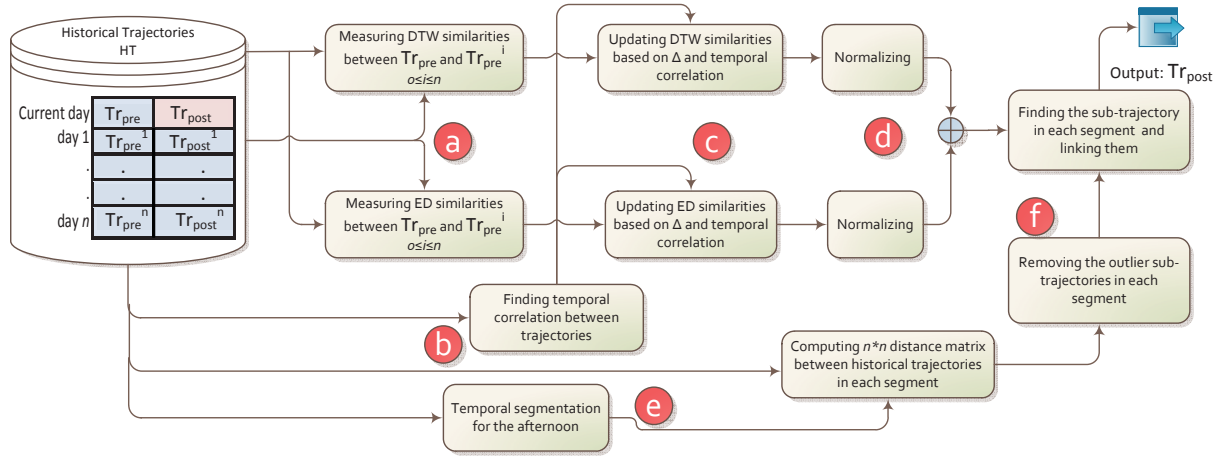 Historical Trajectories
HT
Current day Tr_pre Tr_post
day 1 Tr_pre^1 Tr_post^1
. . .
. . .
day n Tr_pre^n Tr_post^n
Measuring DTW similarities
between Tr_pre and Tr_pre^i
o≤i≤n
a
Measuring ED similarities
between Tr_pre and Tr_pre^i
o≤i≤n
Updating DTW similarities
based on Δ and temporal
correlation
c
Updating ED similarities
based on Δ and temporal
correlation
Normalizing
d
Normalizing
Output: Tr_post
Finding the sub-trajectory
in each segment and
linking them
f
Removing the outlier sub-
trajectories in each
segment
Finding temporal
correlation between
trajectories
b
Computing n*n distance matrix
between historical trajectories
in each segment
Temporal segmentation
for the afternoon
e